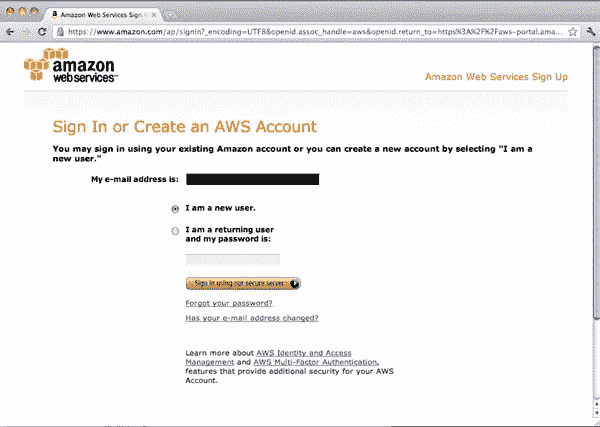 Amazon Web Services Sign U
https://www.amazon.com/ap/signin?_encoding=UTF8&openid.assoc_handle=aws&openid.return_to=https%3A%2F%2Faws-portal.ama...
amazon
web services™
Amazon Web Services Sign Up
Sign In or Create an AWS Account
You may sign in using your existing Amazon account or you can create a new account by selecting "I am a
new user."
My e-mail address is:
I am a new user.
I am a returning user
and my password is:
Sign in using our secure server
Forgot your password?
Has your e-mail address changed?
Learn more about AWS Identity and Access
Management and AWS Multi-Factor Authentication,
features that provide additional security for your AWS
Account.